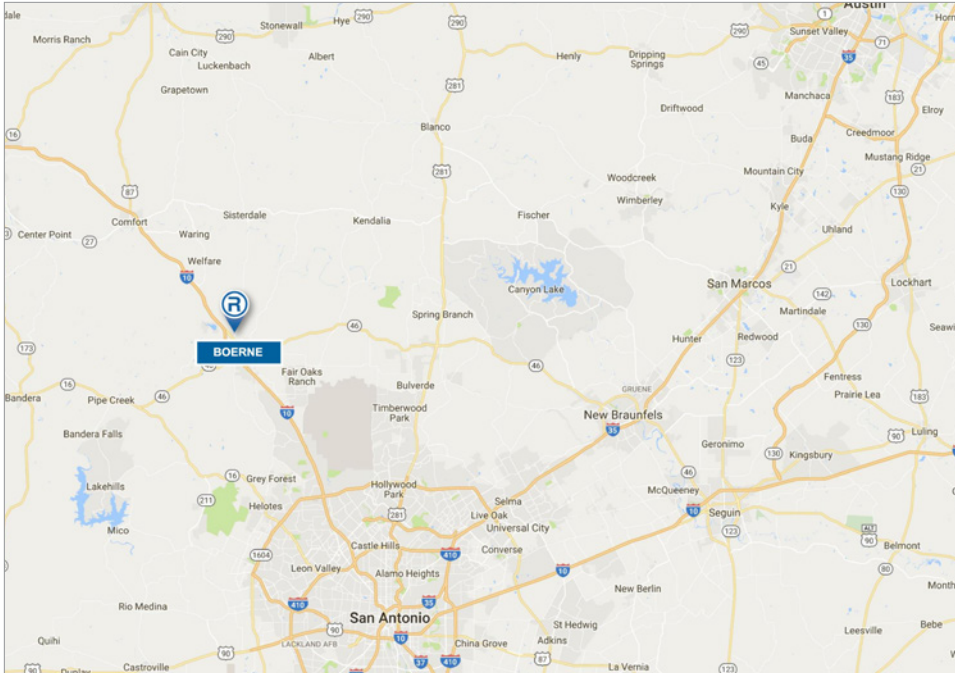 Austin
dale
290
Stonewall
Hye
290
1
Hor
Morris Ranch
290
290
Sunset Valley
71
Cain City
Albert
Henly
Dripping
Springs
35
Luckenbach
45
Grapetown
281
183
Manchaca
Elroy
Driftwood
16
Blanco
Buda
Creedmoor
Mustang Ridge
281
21
Woodcreek
Mountain City
87
Wimberley
130
Kyle
Comfort
Sisterdale
Kendalia
Fischer
Uhland
Center Point
27
Waring
Welfare
21
10
Canyon Lake
San Marcos
Lockhart
142
R
Martindale
Spring Branch
46
130
Seawi
BOERNE
Hunter
Redwood
173
46
123
Fair Oaks
Ranch
Fentress
16
Bulverde
GRUENE
Prairie Lea
Bandera
Pipe Creek
46
183
10
Timberwood
Park
New Braunfels
35
Luling
Bandera Falls
90
Geronimo
130
Kingsbury
16
Grey Forest
46
Lakehills
Hollywood
Park
McQueeney
211
Helotes
Selma
10
Seguin
281
Live Oak
Mico
Universal City
123
ALT
90
Castle Hills
410
Converse
Belmont
1604
Leon Valley
Alamo Heights
10
80
New Berlin
Month
410
35
Rio Medina
San Antonio
St Hedwig
90
Leesville
Bebe
Quihi
LACKLAND AFB
10
China Grove
Adkins
Castroville
37
410
87
La Vernia
90
123